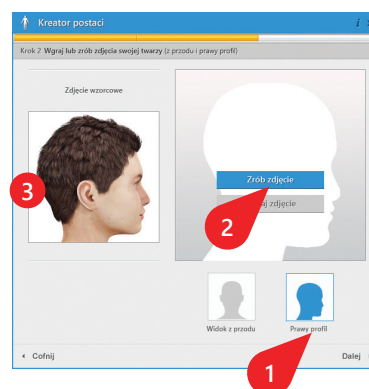 Kreator postaci
i
Krok 2 Wgraj lub zrób zdjęcia swojej twarzy (z przodu i prawy profil)
Zdjęcie wzorcowe
Zrób zdjęcie
zdjęcie
3
2
Widok z przodu
Prawy profil
Cofnij
Dalej
1